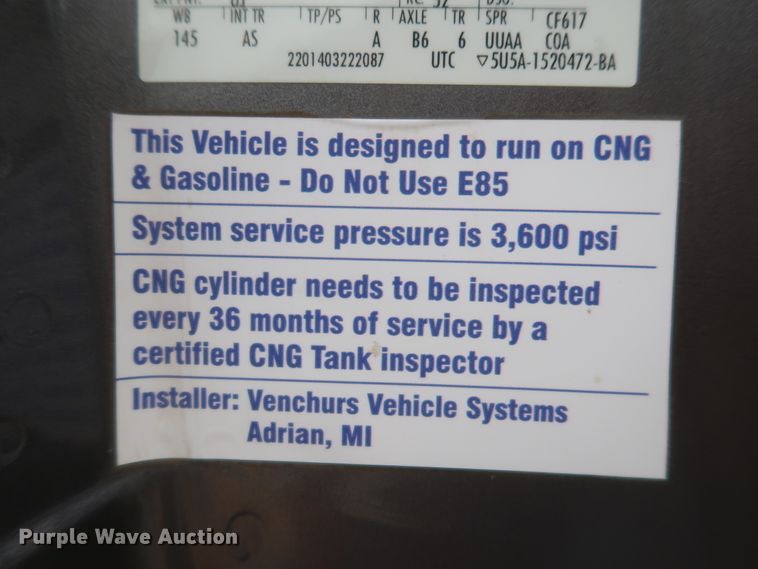 WB INT TR TP/PS R AXLE TR SPR CF617
145 AS A B6 6 UUAA COA
2201403222087 UTC ▽5U5A-1520472-BA
This Vehicle is designed to run on CNG
& Gasoline - Do Not Use E85
System service pressure is 3,600 psi
CNG cylinder needs to be inspected
every 36 months of service by a
certified CNG Tank inspector
Installer: Venchurs Vehicle Systems
Adrian, MI
Purple Wave Auction